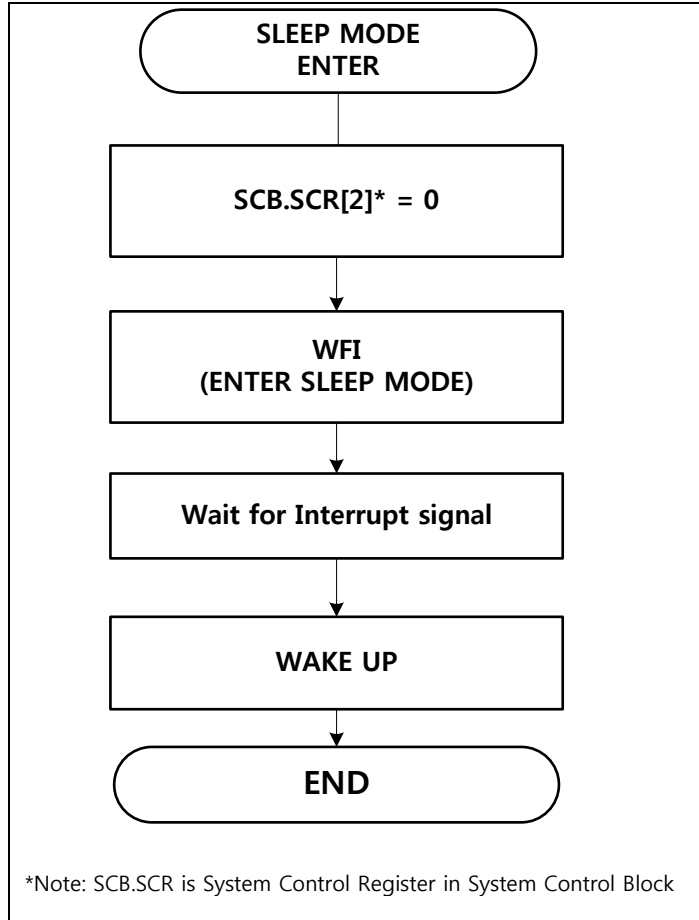 SLEEP MODE
ENTER
SCB.SCR[2]* = 0
WFI
(ENTER SLEEP MODE)
Wait for Interrupt signal
WAKE UP
END
*Note: SCB.SCR is System Control Register in System Control Block